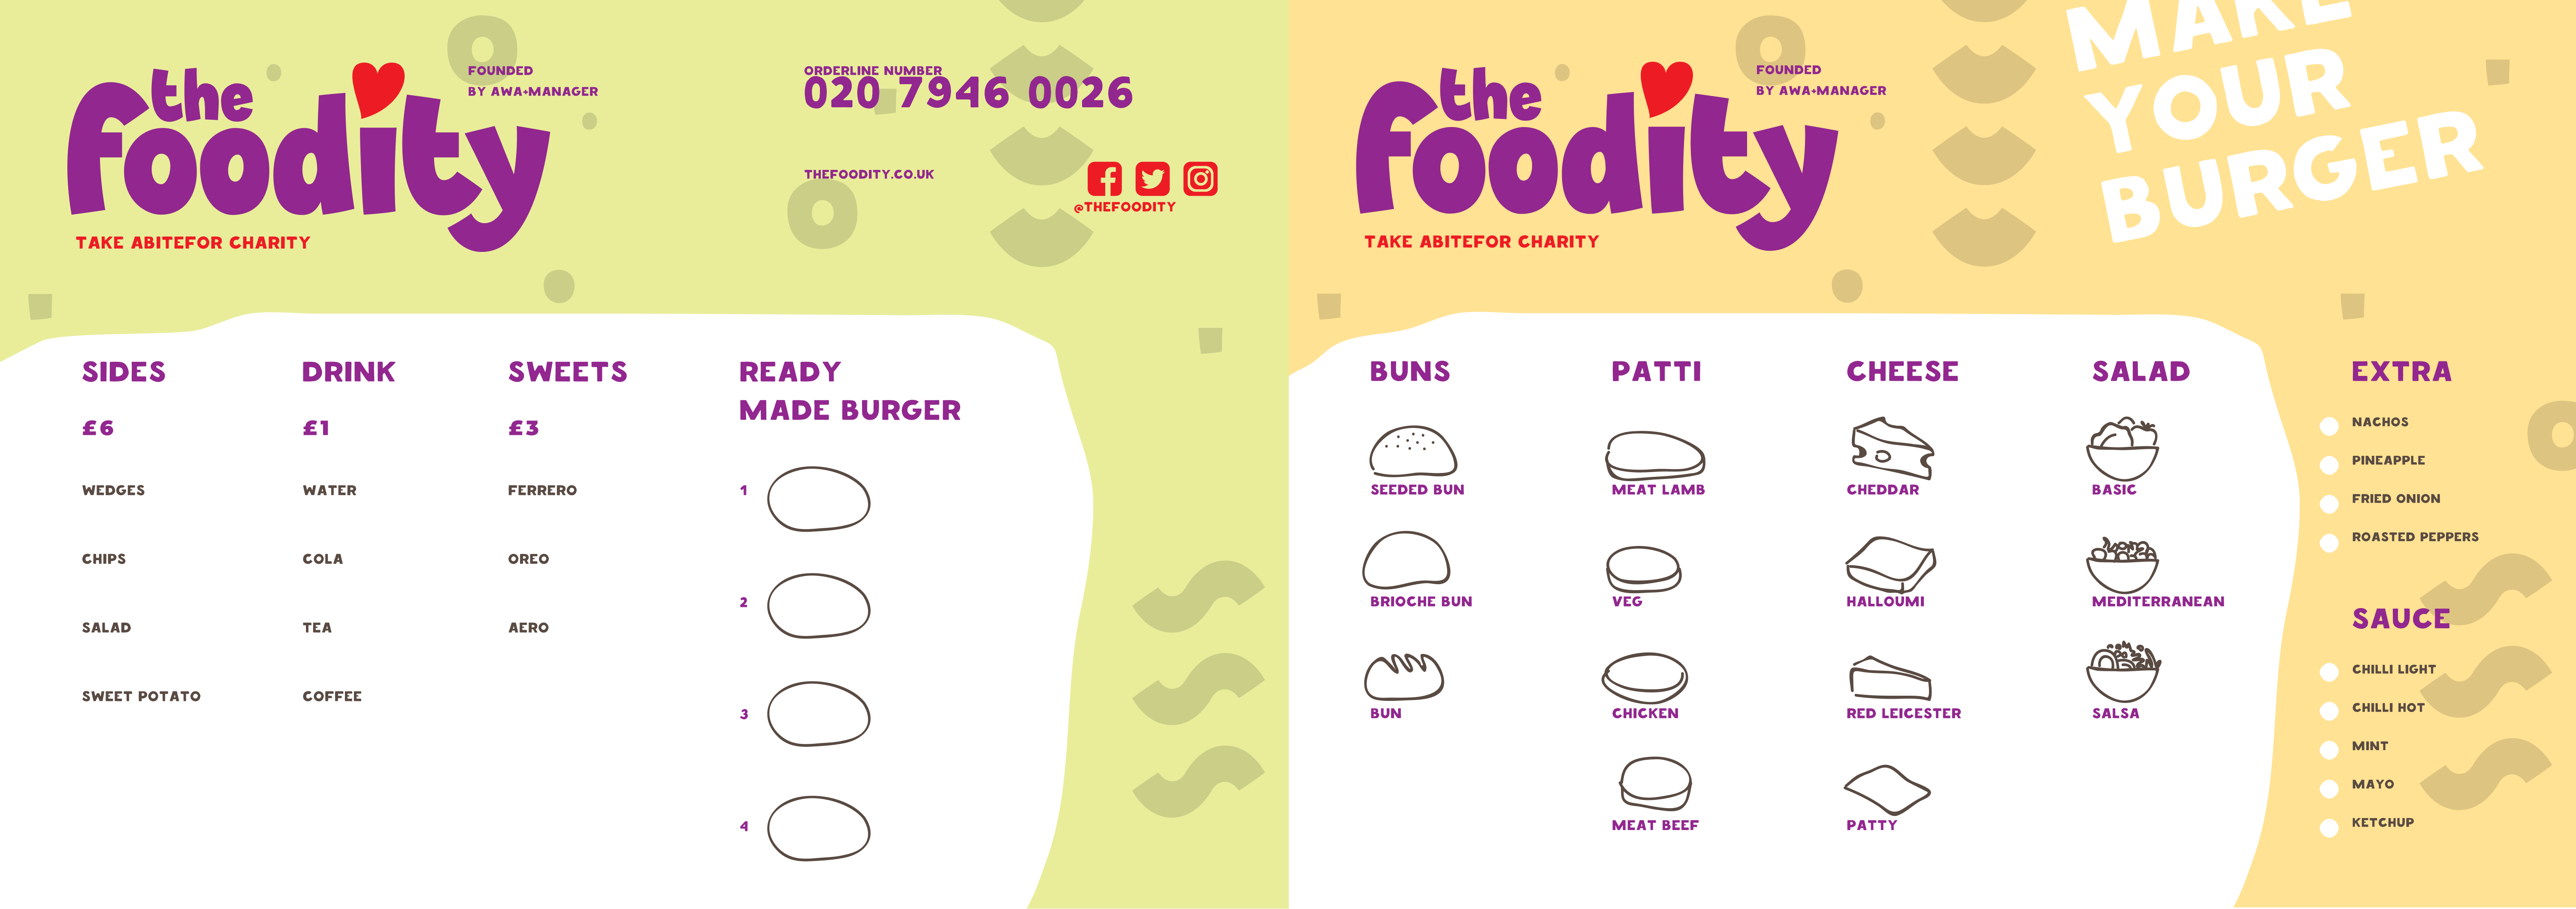 the
foodity
FOUNDED
BY AWA+MANAGER
TAKE ABITEFOR CHARITY
ORDERLINE NUMBER
020 7946 0026
THEFOODITY.CO.UK
@THEFOODITY
SIDES
£6
WEDGES
CHIPS
SALAD
SWEET POTATO
DRINK
£1
WATER
COLA
TEA
COFFEE
SWEETS
£3
FERRERO
OREO
AERO
READY
MADE BURGER
1
2
3
4
the
foodity
FOUNDED
BY AWA+MANAGER
TAKE ABITEFOR CHARITY
MAKE
YOUR
BURGER
BUNS
SEEDED BUN
BRIOCHE BUN
BUN
PATTI
MEAT LAMB
VEG
CHICKEN
MEAT BEEF
CHEESE
CHEDDAR
HALLOUMI
RED LEICESTER
PATTY
SALAD
BASIC
MEDITERRANEAN
SALSA
EXTRA
NACHOS
PINEAPPLE
FRIED ONION
ROASTED PEPPERS
SAUCE
CHILLI LIGHT
CHILLI HOT
MINT
MAYO
KETCHUP